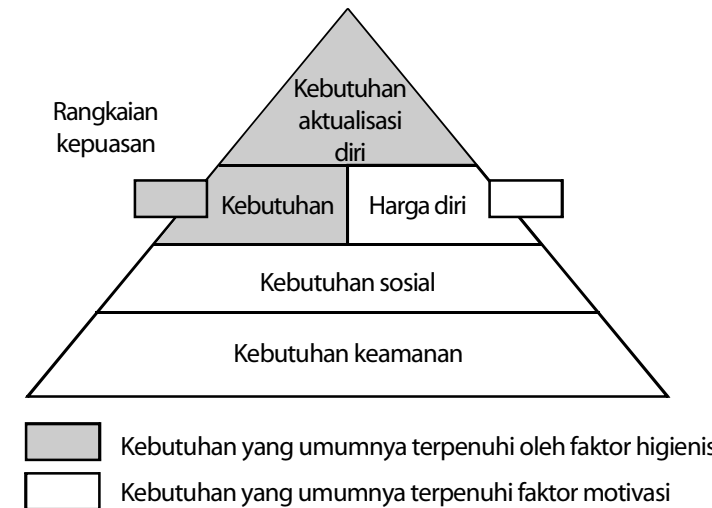 Kebutuhan
aktualisasi
diri
Rangkaian
kepuasan
Kebutuhan
Harga diri
Kebutuhan sosial
Kebutuhan keamanan
Kebutuhan yang umumnya terpenuhi oleh faktor higienis
Kebutuhan yang umumnya terpenuhi faktor motivasi